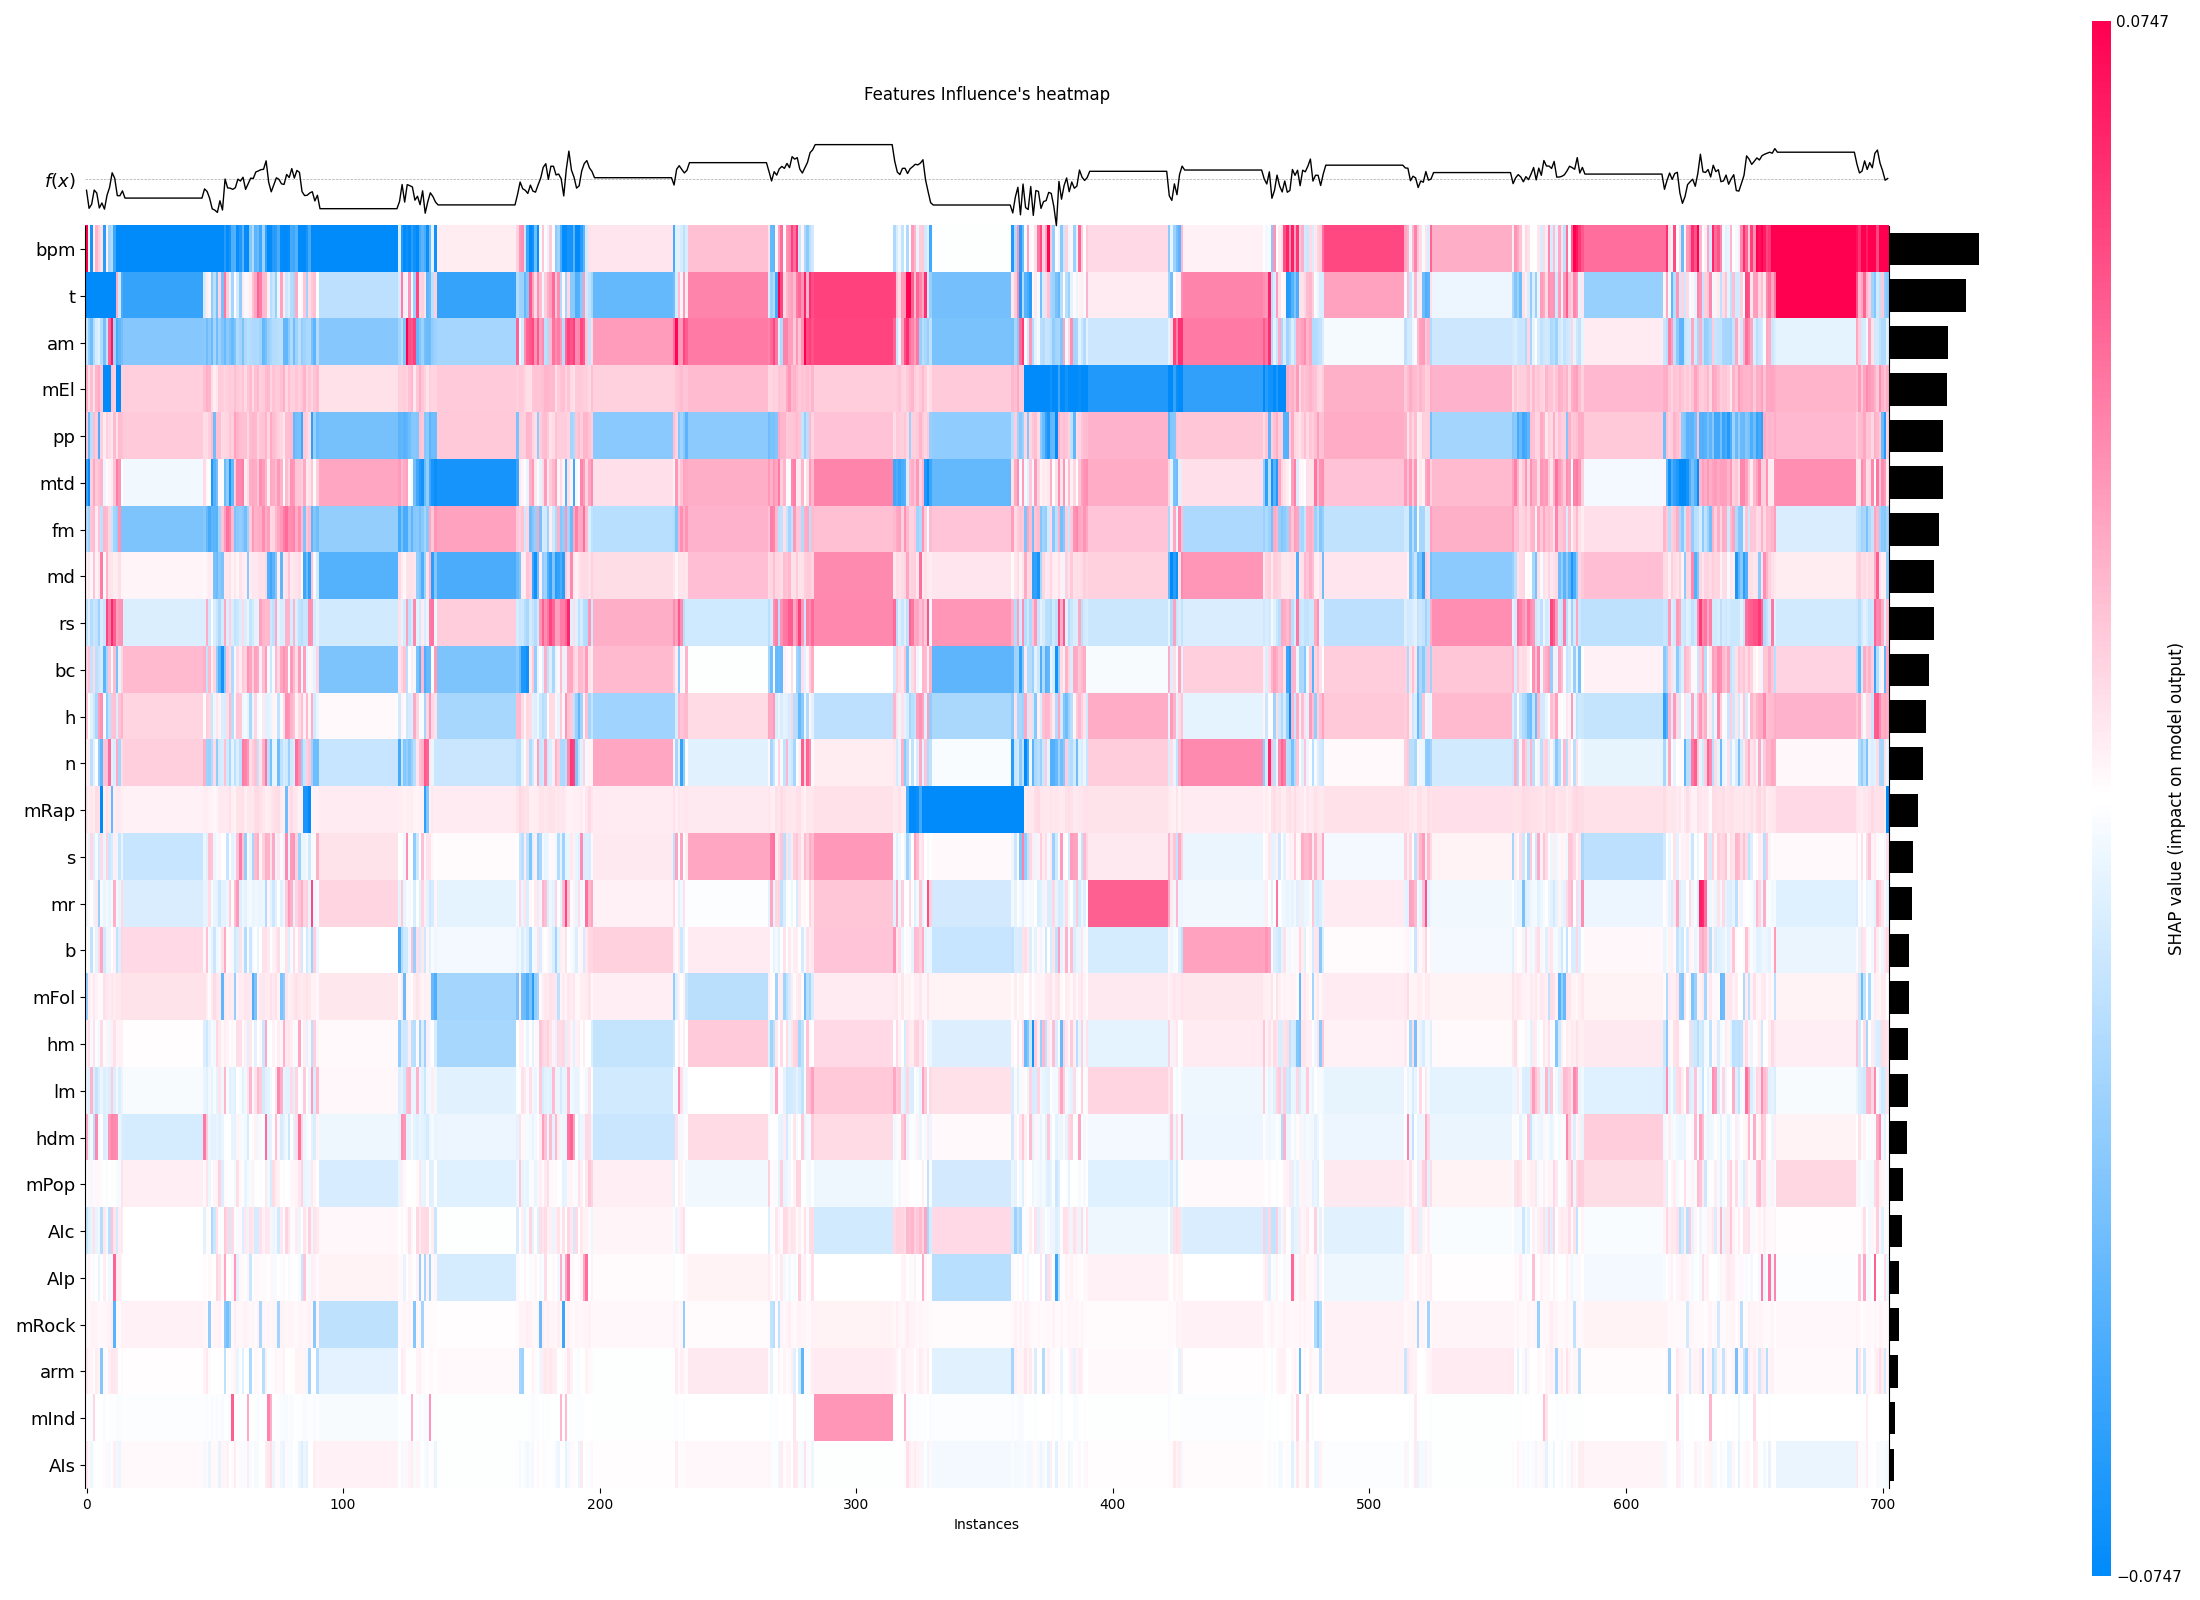 0.0747
Features Influence's heatmap
f(x)
bpm
t
am
mEl
pp
mtd
fm
md
rs
bc
h
n
mRap
s
mr
b
mFol
hm
lm
hdm
mPop
AIc
AIp
mRock
arm
mInd
AIs
0 100 200 300 400 500 600 700
Instances
SHAP value (impact on model output)
−0.0747